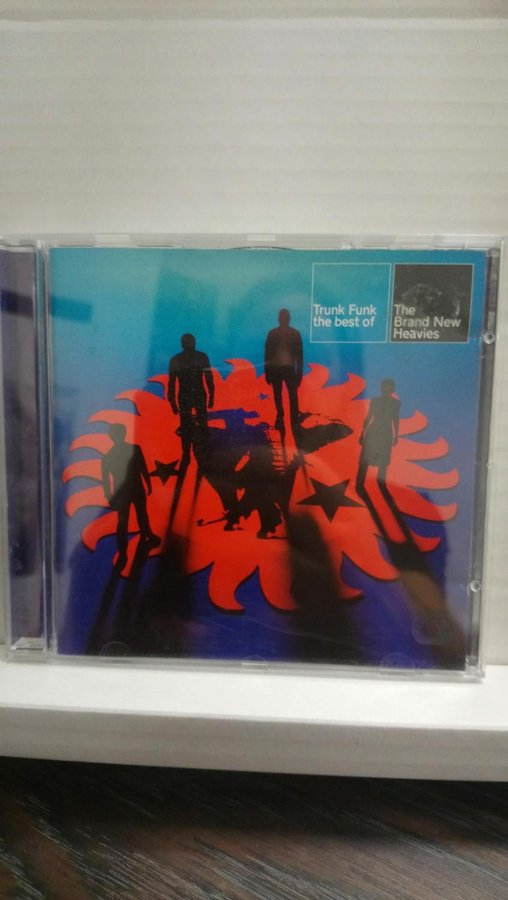 Trunk Funk
the best of
The
Brand New
Heavies